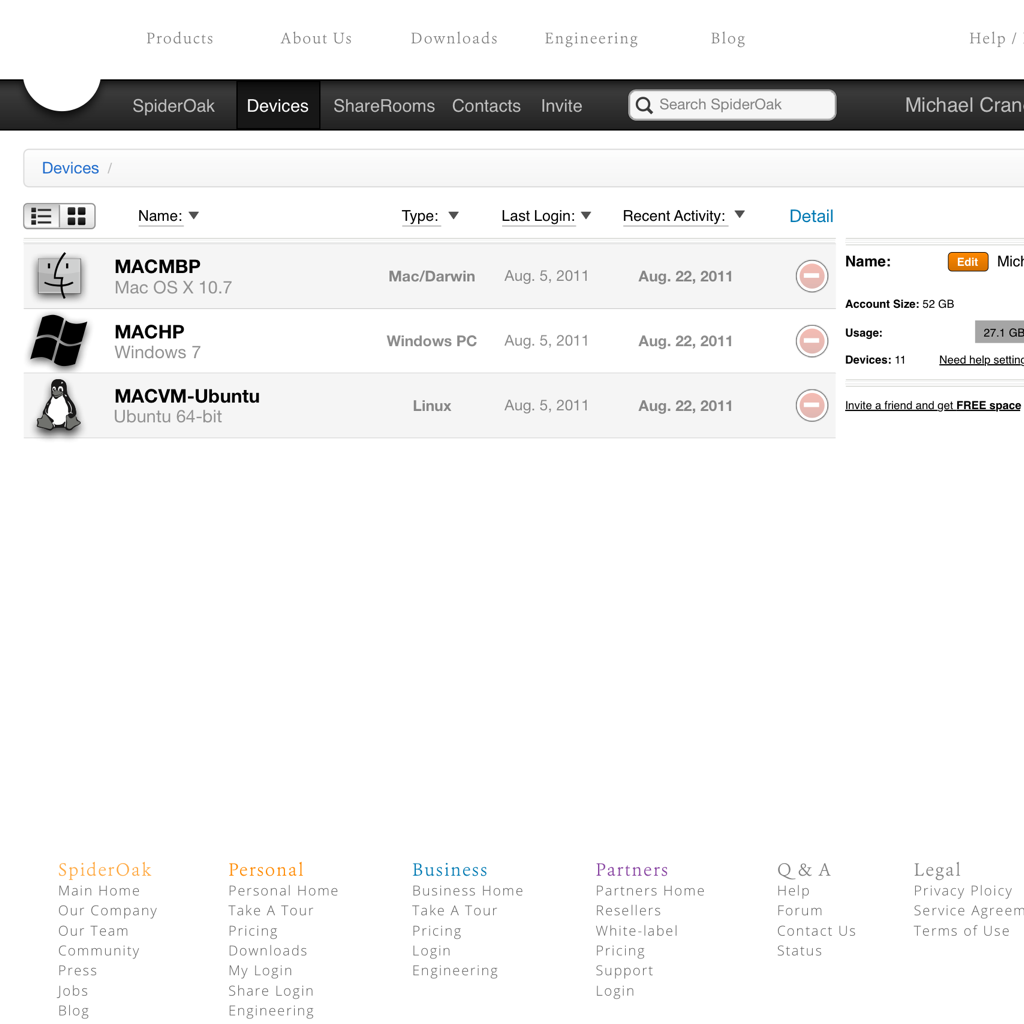 Products About Us Downloads Engineering Blog Help /
SpiderOak Devices ShareRooms Contacts Invite Search SpiderOak Michael Cran
Devices /
Name: Type: Last Login: Recent Activity: Detail
MACMBP
Mac OS X 10.7
Mac/Darwin Aug. 5, 2011 Aug. 22, 2011
MACHP
Windows 7
Windows PC Aug. 5, 2011 Aug. 22, 2011
MACVM-Ubuntu
Ubuntu 64-bit
Linux Aug. 5, 2011 Aug. 22, 2011
Name: Edit Mich
Account Size: 52 GB
Usage: 27.1 GB
Devices: 11 Need help setting
Invite a friend and get FREE space
SpiderOak
Main Home
Our Company
Our Team
Community
Press
Jobs
Blog
Personal
Personal Home
Take A Tour
Pricing
Downloads
My Login
Share Login
Engineering
Business
Business Home
Take A Tour
Pricing
Login
Engineering
Partners
Partners Home
Resellers
White-label
Pricing
Support
Login
Q & A
Help
Forum
Contact Us
Status
Legal
Privacy Ploicy
Service Agreem
Terms of Use